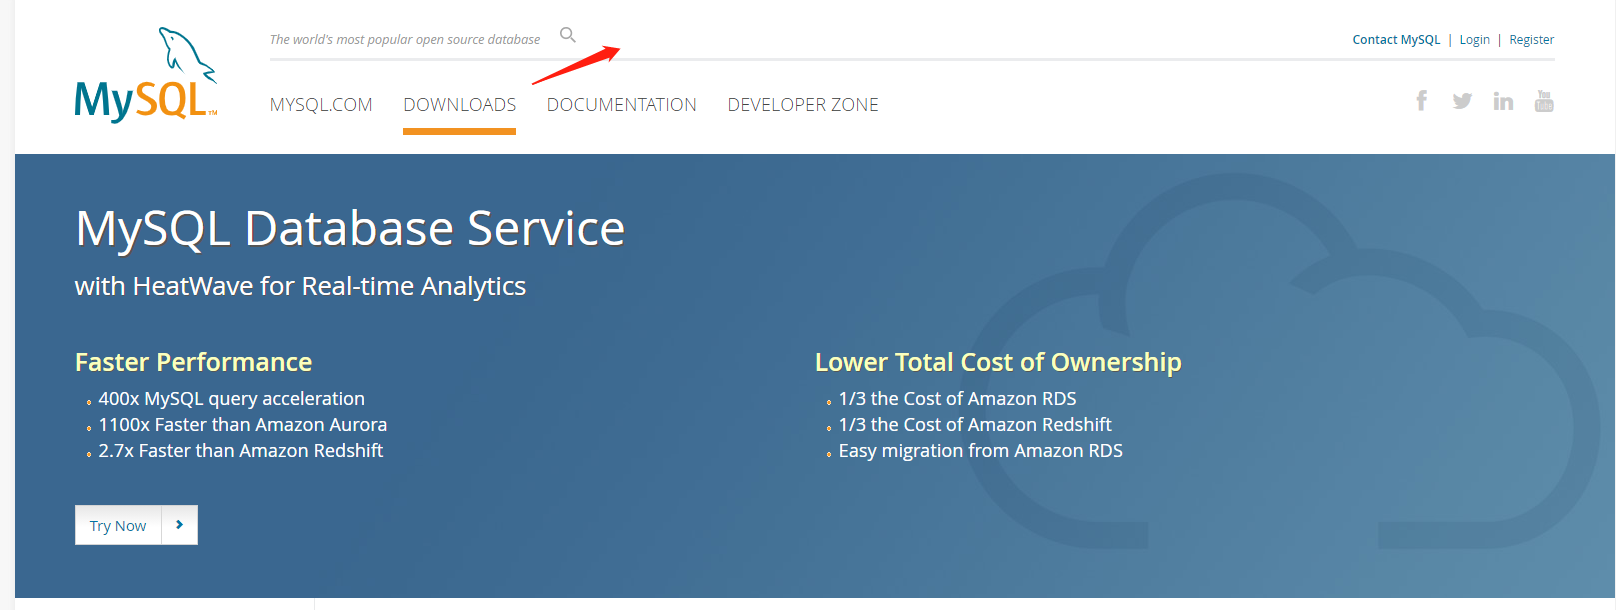 The world's most popular open source database
Contact MySQL | Login | Register
MySQL™
MYSQL.COM DOWNLOADS DOCUMENTATION DEVELOPER ZONE
f in You Tube
MySQL Database Service
with HeatWave for Real-time Analytics
Faster Performance
400x MySQL query acceleration
1100x Faster than Amazon Aurora
2.7x Faster than Amazon Redshift
Lower Total Cost of Ownership
1/3 the Cost of Amazon RDS
1/3 the Cost of Amazon Redshift
Easy migration from Amazon RDS
Try Now